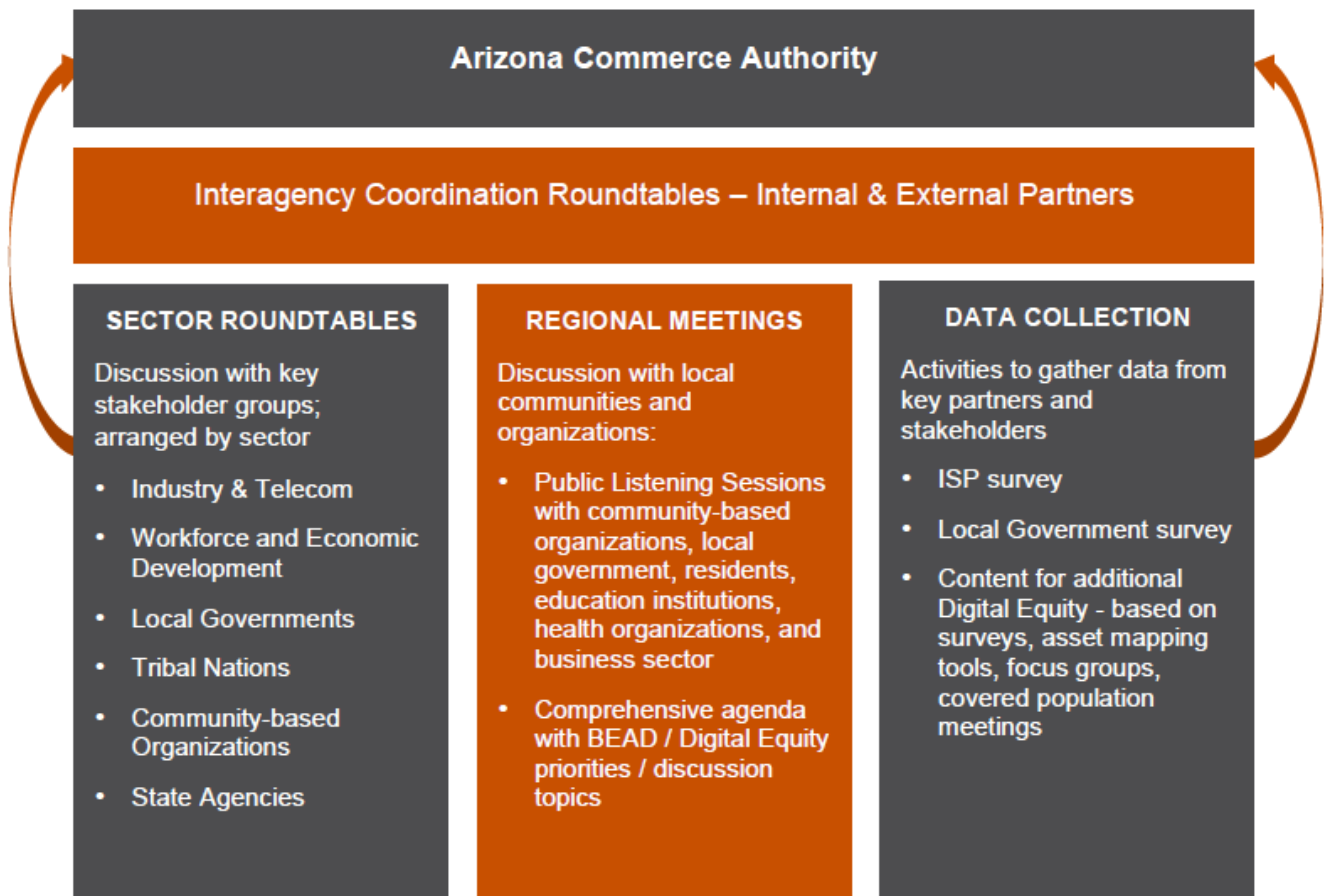 Arizona Commerce Authority
Interagency Coordination Roundtables – Internal & External Partners
SECTOR ROUNDTABLES
Discussion with key
stakeholder groups;
arranged by sector
• Industry & Telecom
• Workforce and Economic
Development
• Local Governments
• Tribal Nations
• Community-based
Organizations
• State Agencies
REGIONAL MEETINGS
Discussion with local
communities and
organizations:
• Public Listening Sessions
with community-based
organizations, local
government, residents,
education institutions,
health organizations, and
business sector
• Comprehensive agenda
with BEAD / Digital Equity
priorities / discussion
topics
DATA COLLECTION
Activities to gather data from
key partners and
stakeholders
• ISP survey
• Local Government survey
• Content for additional
Digital Equity - based on
surveys, asset mapping
tools, focus groups,
covered population
meetings